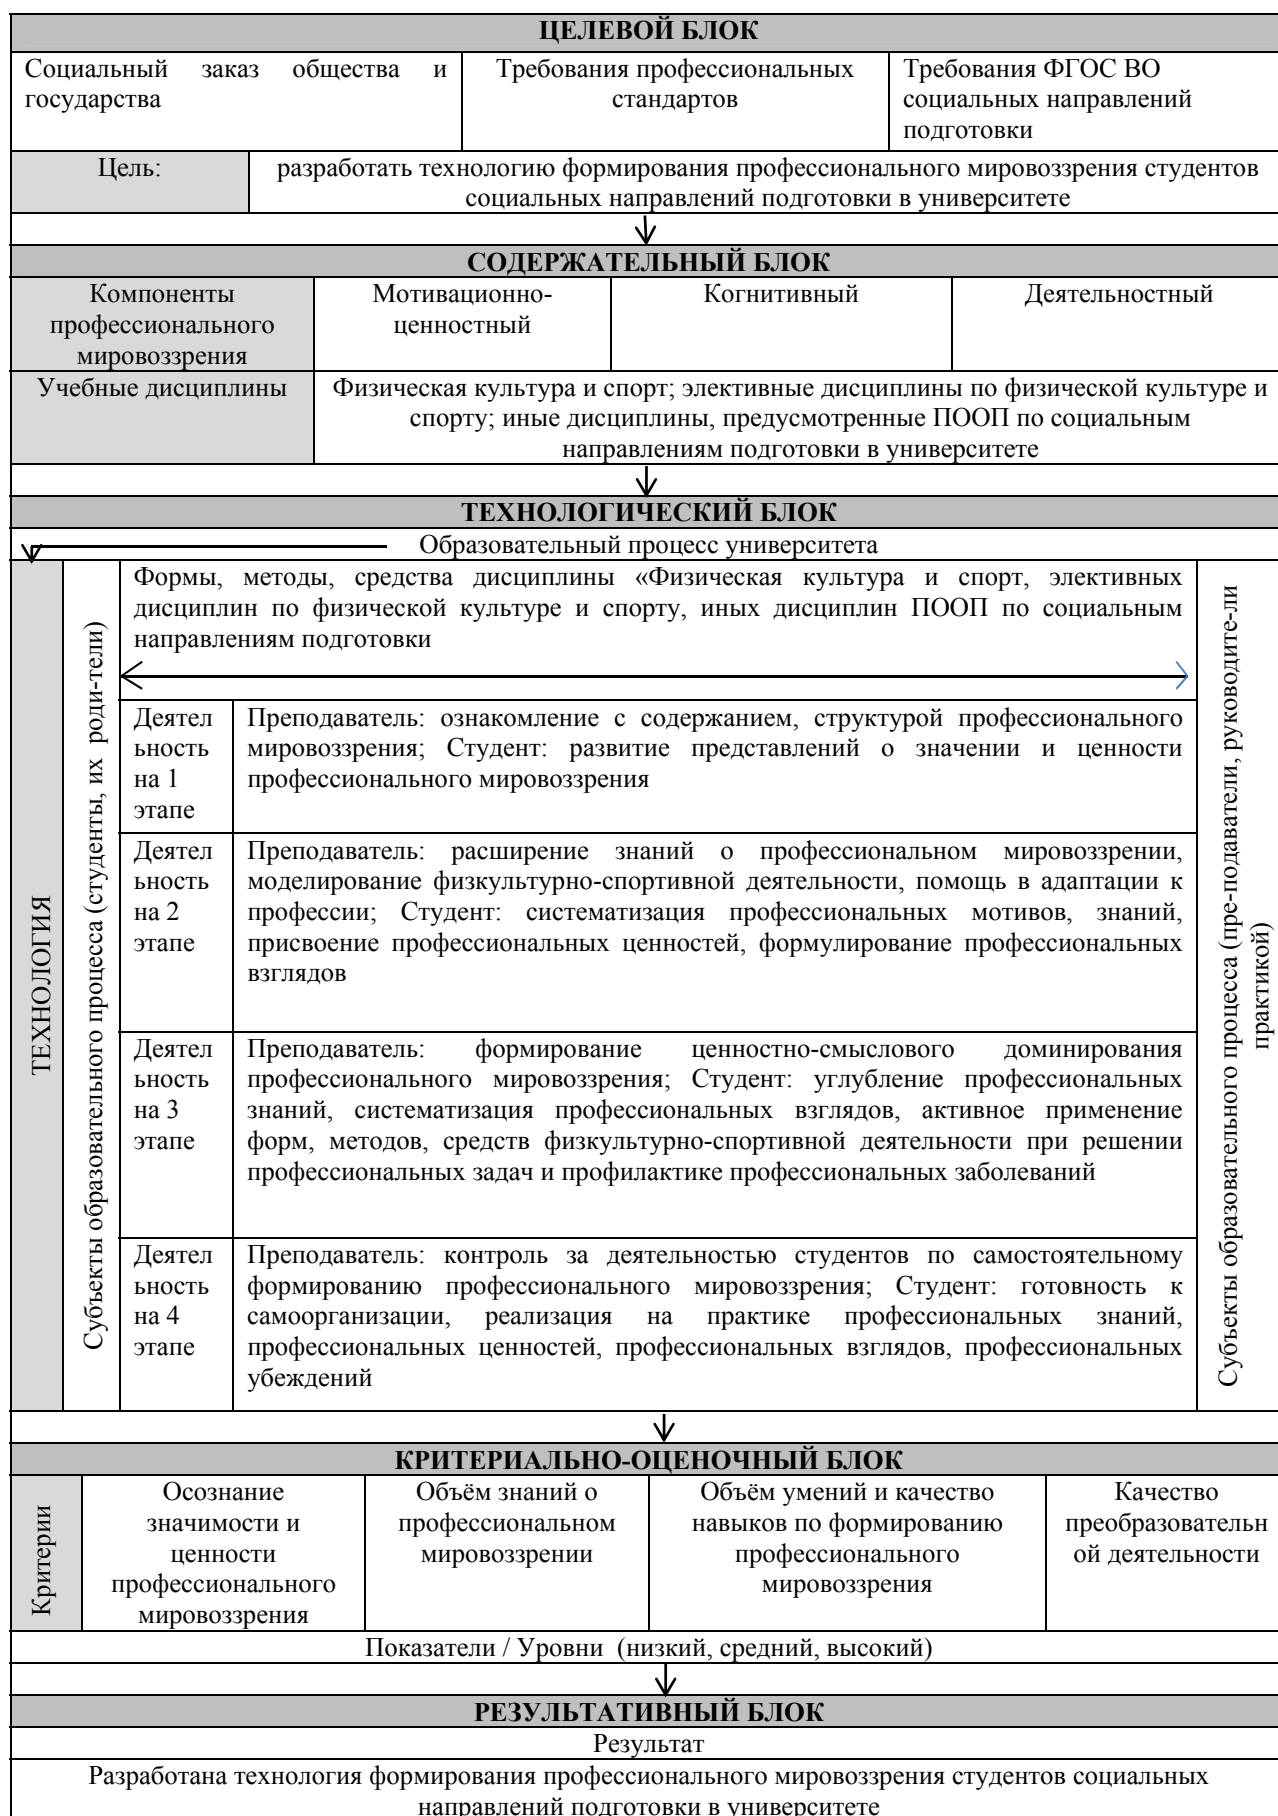 ЦЕЛЕВОЙ БЛОК
Социальный заказ общества и
государства
Требования профессиональных
стандартов
Требования ФГОС ВО
социальных направлений
подготовки
Цель:
разработать технологию формирования профессионального мировоззрения студентов
социальных направлений подготовки в университете
СОДЕРЖАТЕЛЬНЫЙ БЛОК
Компоненты
профессионального
мировоззрения
Мотивационно-
ценностный
Когнитивный
Деятельностный
Учебные дисциплины
Физическая культура и спорт; элективные дисциплины по физической культуре и
спорту; иные дисциплины, предусмотренные ПООП по социальным
направлениям подготовки в университете
ТЕХНОЛОГИЧЕСКИЙ БЛОК
Образовательный процесс университета
ТЕХНОЛОГИЯ
Субъекты образовательного процесса (студенты, их роди-тели)
Формы, методы, средства дисциплины «Физическая культура и спорт, элективных
дисциплин по физической культуре и спорту, иных дисциплин ПООП по социальным
направлениям подготовки
Деятел
ьность
на 1
этапе
Преподаватель: ознакомление с содержанием, структурой профессионального
мировоззрения; Студент: развитие представлений о значении и ценности
профессионального мировоззрения
Деятел
ьность
на 2
этапе
Преподаватель: расширение знаний о профессиональном мировоззрении,
моделирование физкультурно-спортивной деятельности, помощь в адаптации к
профессии; Студент: систематизация профессиональных мотивов, знаний,
присвоение профессиональных ценностей, формулирование профессиональных
взглядов
Деятел
ьность
на 3
этапе
Преподаватель: формирование ценностно-смыслового доминирования
профессионального мировоззрения; Студент: углубление профессиональных
знаний, систематизация профессиональных взглядов, активное применение
форм, методов, средств физкультурно-спортивной деятельности при решении
профессиональных задач и профилактике профессиональных заболеваний
Деятел
ьность
на 4
этапе
Преподаватель: контроль за деятельностью студентов по самостоятельному
формированию профессионального мировоззрения; Студент: готовность к
самоорганизации, реализация на практике профессиональных знаний,
профессиональных ценностей, профессиональных взглядов, профессиональных
убеждений
Субъекты образовательного процесса (пре-подаватели, руководите-ли
практикой)
КРИТЕРИАЛЬНО-ОЦЕНОЧНЫЙ БЛОК
Критерии
Осознание
значимости и
ценности
профессионального
мировоззрения
Объём знаний о
профессиональном
мировоззрении
Объём умений и качество
навыков по формированию
профессионального
мировоззрения
Качество
преобразовательн
ой деятельности
Показатели / Уровни (низкий, средний, высокий)
РЕЗУЛЬТАТИВНЫЙ БЛОК
Результат
Разработана технология формирования профессионального мировоззрения студентов социальных
направлений подготовки в университете